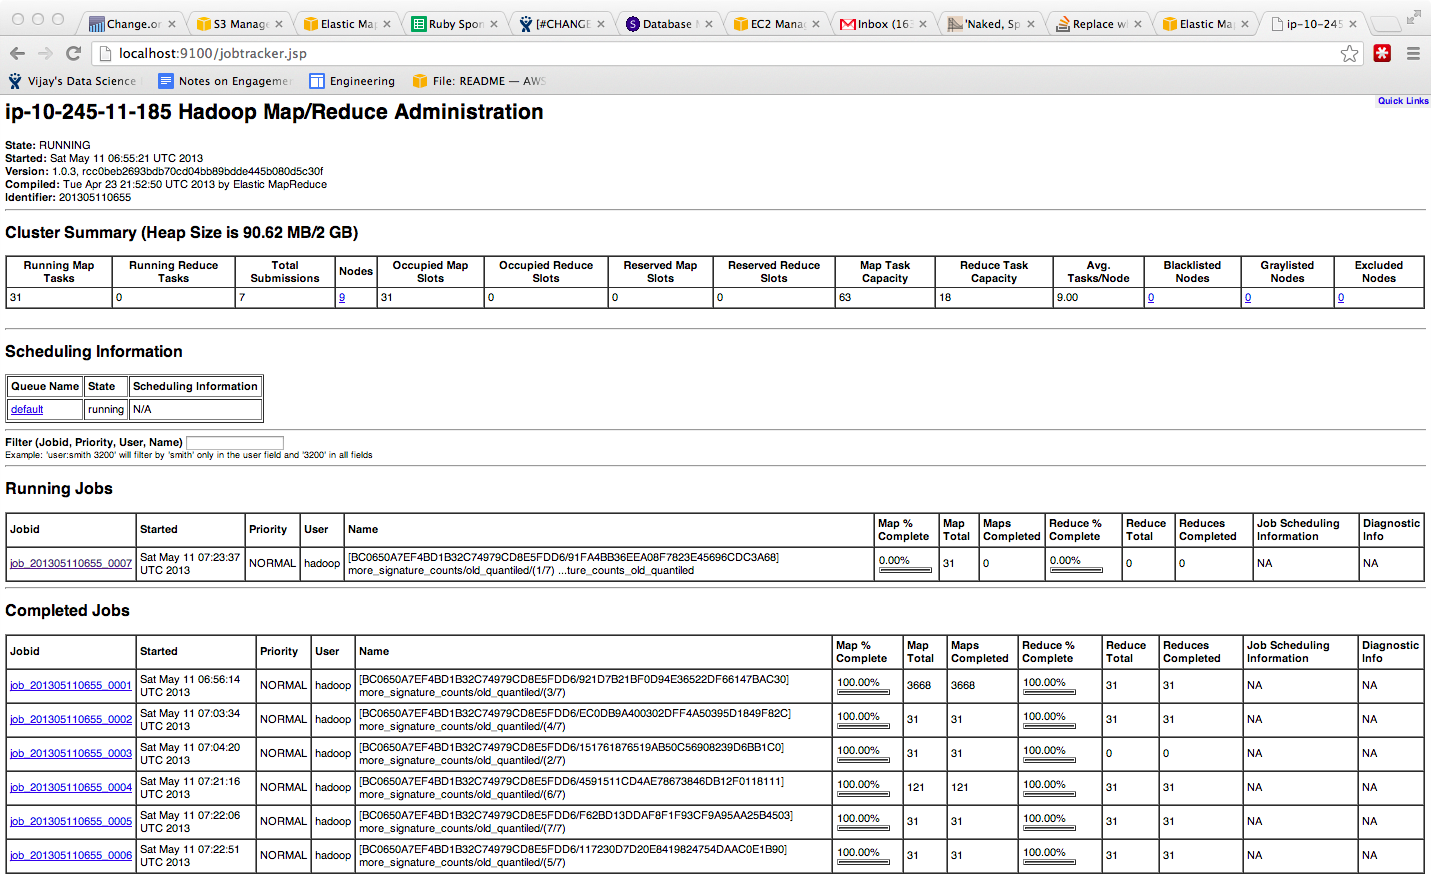 Change.or
S3 Manage
Elastic Ma
Ruby Spor
[#CHANGE
Database
EC2 Mana
Inbox (163
'Naked, Sp
Replace w
Elastic Ma
ip-10-245
localhost:9100/jobtracker.jsp
Vijay's Data Science
Notes on Engagemen
Engineering
File: README — AWS
Quick Links
ip-10-245-11-185 Hadoop Map/Reduce Administration
State: RUNNING
Started: Sat May 11 06:55:21 UTC 2013
Version: 1.0.3, rcc0beb2693bdb70cd04bb89bdde445b080d5c30f
Compiled: Tue Apr 23 21:52:50 UTC 2013 by Elastic MapReduce
Identifier: 201305110655
Cluster Summary (Heap Size is 90.62 MB/2 GB)
Running Map Tasks Running Reduce Tasks Total Submissions Nodes Occupied Map Slots Occupied Reduce Slots Reserved Map Slots Reserved Reduce Slots Map Task Capacity Reduce Task Capacity Avg. Tasks/Node Blacklisted Nodes Graylisted Nodes Excluded Nodes
31 0 7 9 31 0 0 0 63 18 9.00 0 0 0
Scheduling Information
Queue Name State Scheduling Information
default running N/A
Filter (Jobid, Priority, User, Name)
Example: 'user:smith 3200' will filter by 'smith' only in the user field and '3200' in all fields
Running Jobs
Jobid Started Priority User Name Map % Complete Map Total Maps Completed Reduce % Complete Reduce Total Reduces Completed Job Scheduling Information Diagnostic Info
job_201305110655_0007 Sat May 11 07:23:37 UTC 2013 NORMAL hadoop [BC0650A7EF4BD1B32C74979CD8E5FDD6/91FA4BB36EEA08F7823E45696CDC3A68] more_signature_counts/old_quantiled/(1/7) ...ture_counts_old_quantiled 0.00% 31 0 0.00% 0 0 NA NA
Completed Jobs
Jobid Started Priority User Name Map % Complete Map Total Maps Completed Reduce % Complete Reduce Total Reduces Completed Job Scheduling Information Diagnostic Info
job_201305110655_0001 Sat May 11 06:56:14 UTC 2013 NORMAL hadoop [BC0650A7EF4BD1B32C74979CD8E5FDD6/921D7B21BF0D94E36522DF66147BAC30] more_signature_counts/old_quantiled/(3/7) 100.00% 3668 3668 100.00% 31 31 NA NA
job_201305110655_0002 Sat May 11 07:03:34 UTC 2013 NORMAL hadoop [BC0650A7EF4BD1B32C74979CD8E5FDD6/EC0DB9A400302DFF4A50395D1849F82C] more_signature_counts/old_quantiled/(4/7) 100.00% 31 31 100.00% 31 31 NA NA
job_201305110655_0003 Sat May 11 07:04:20 UTC 2013 NORMAL hadoop [BC0650A7EF4BD1B32C74979CD8E5FDD6/151761876519AB50C56908239D6BB1C0] more_signature_counts/old_quantiled/(2/7) 100.00% 31 31 100.00% 0 0 NA NA
job_201305110655_0004 Sat May 11 07:21:16 UTC 2013 NORMAL hadoop [BC0650A7EF4BD1B32C74979CD8E5FDD6/4591511CD4AE78673846DB12F0118111] more_signature_counts/old_quantiled/(6/7) 100.00% 121 121 100.00% 31 31 NA NA
job_201305110655_0005 Sat May 11 07:22:06 UTC 2013 NORMAL hadoop [BC0650A7EF4BD1B32C74979CD8E5FDD6/F62BD13DDAF8F1F93CF9A95AA25B4503] more_signature_counts/old_quantiled/(7/7) 100.00% 31 31 100.00% 31 31 NA NA
job_201305110655_0006 Sat May 11 07:22:51 UTC 2013 NORMAL hadoop [BC0650A7EF4BD1B32C74979CD8E5FDD6/117230D7D20E8419824754DAAC0E1B90] more_signature_counts/old_quantiled/(5/7) 100.00% 31 31 100.00% 31 31 NA NA